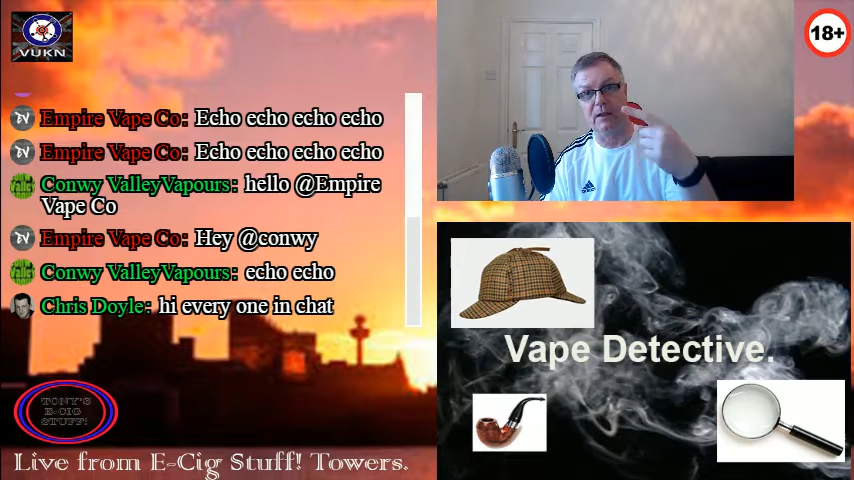 VUKN
Empire Vape Co: Echo echo echo echo
Empire Vape Co: Echo echo echo echo
Conwy ValleyVapours: hello @Empire
Vape Co
Empire Vape Co: Hey @conwy
Conwy ValleyVapours: echo echo
Chris Doyle: hi every one in chat
TONY'S
E-CIG
STUFF!
Live from E-Cig Stuff! Towers.
18+
adidas
Vape Detective.